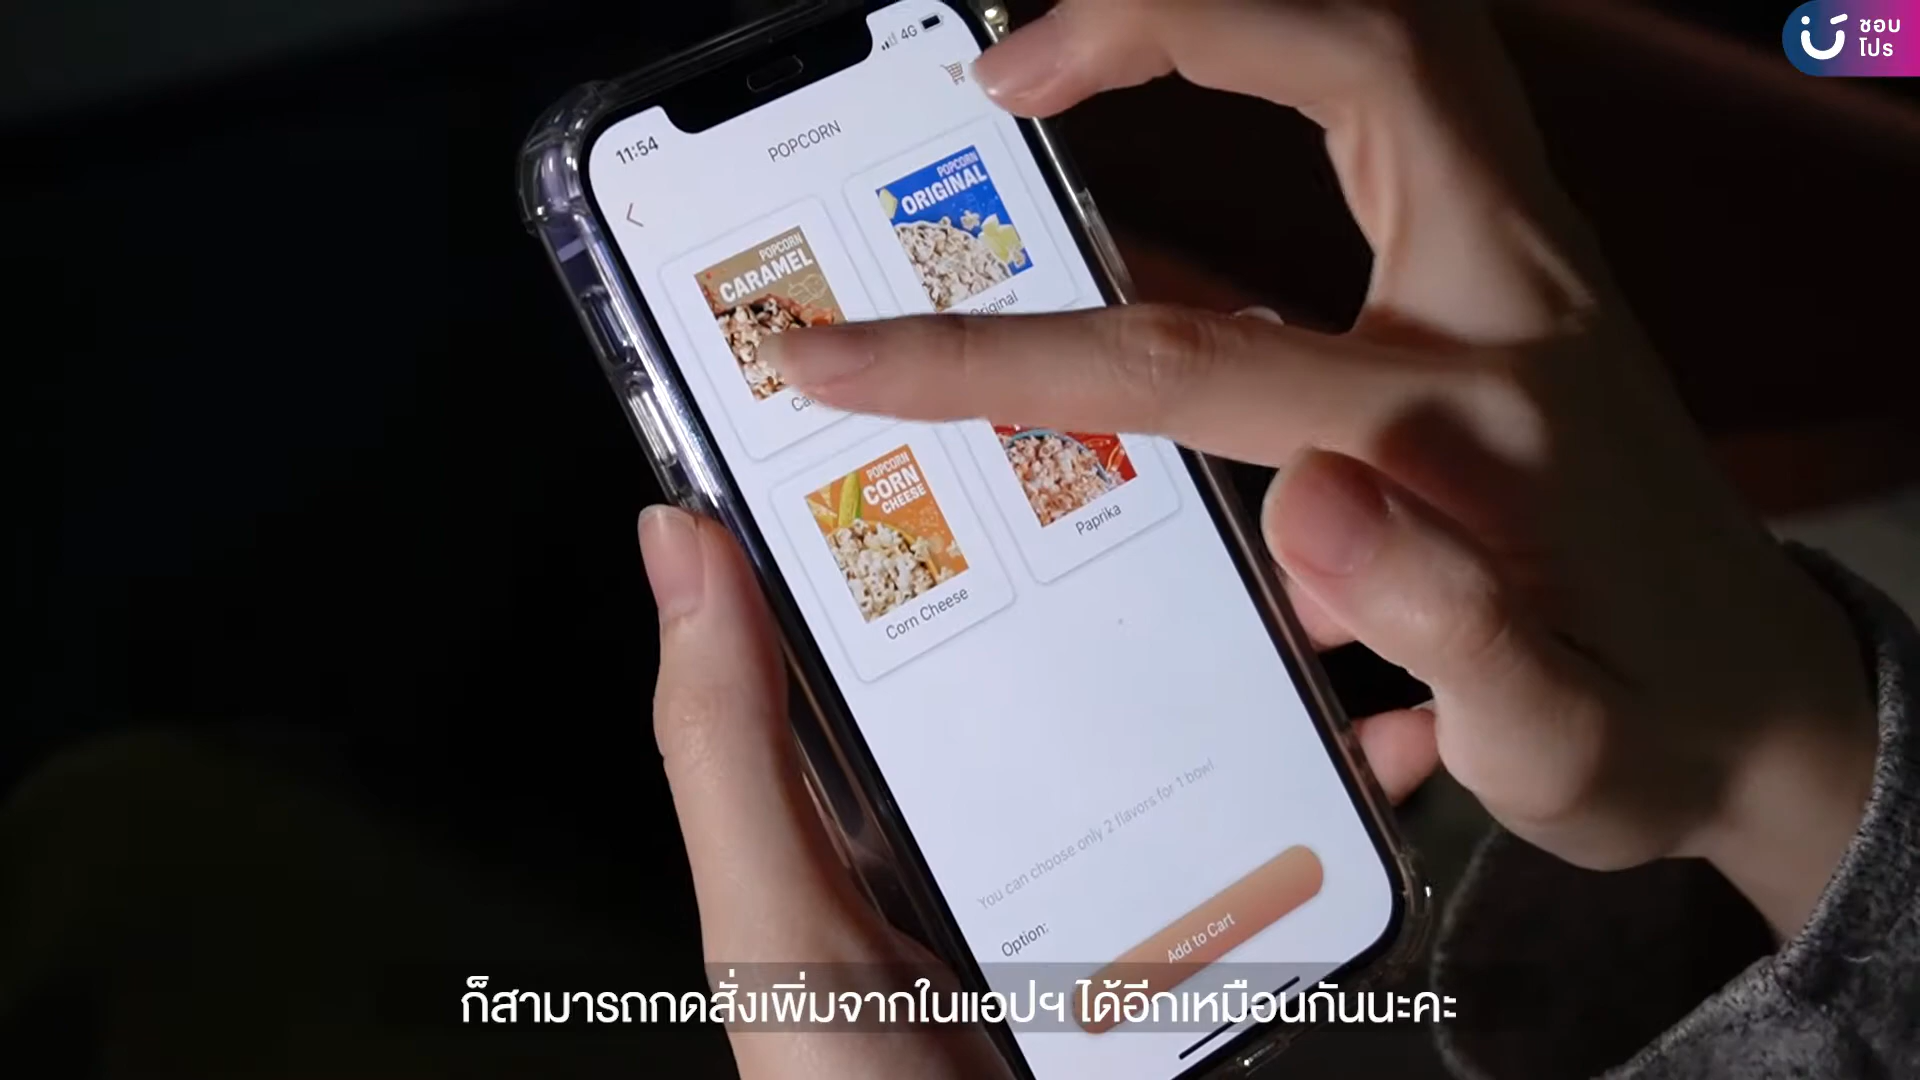 ชอบ
โปร
4G
11:54
POPCORN
POPCORN
CARAMEL
POPCORN
ORIGINAL
Original
POPCORN
CORN
CHEESE
Corn Cheese
Paprika
You can choose only 2 flavors for 1 bowl
Option:
Add to Cart
ก็สามารถกดสั่งเพิ่มจากในแอปฯ ได้อีกเหมือนกันนะคะ